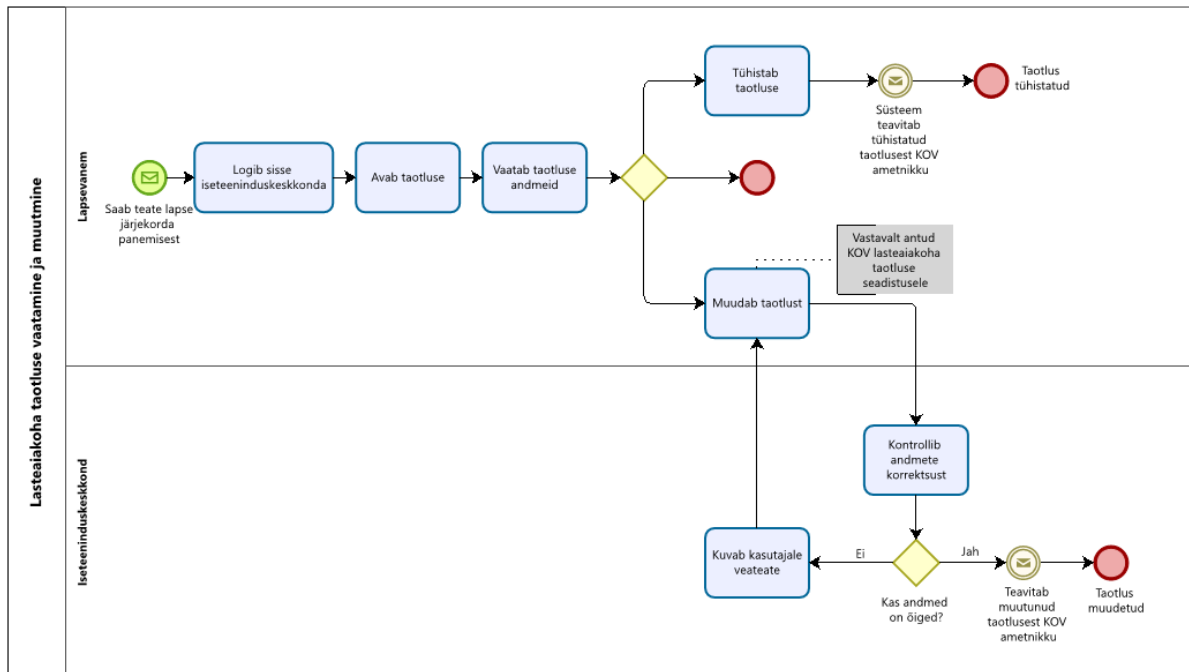 Lasteaiakoha taotluse vaatamine ja muutmine
Lapsevanem
Saab teate lapse
järjekorda
panemisest
Logib sisse
iseteeninduskeskkonda
Avab taotluse
Vaatab taotluse
andmeid
Tühistab
taotluse
Süsteem
teavitab
tühistatud
taotlusest KOV
ametnikku
Taotlus
tühistatud
Vastavalt antud
KOV lasteaiakoha
taotluse
seadistusele
Muudab taotlust
Iseteeninduskeskkond
Kontrollib
andmete
korrektsust
Kuvab kasutajale
veateate
Ei
Jah
Kas andmed
on õiged?
Teavitab
muutunud
taotlusest KOV
ametnikku
Taotlus
muudetud